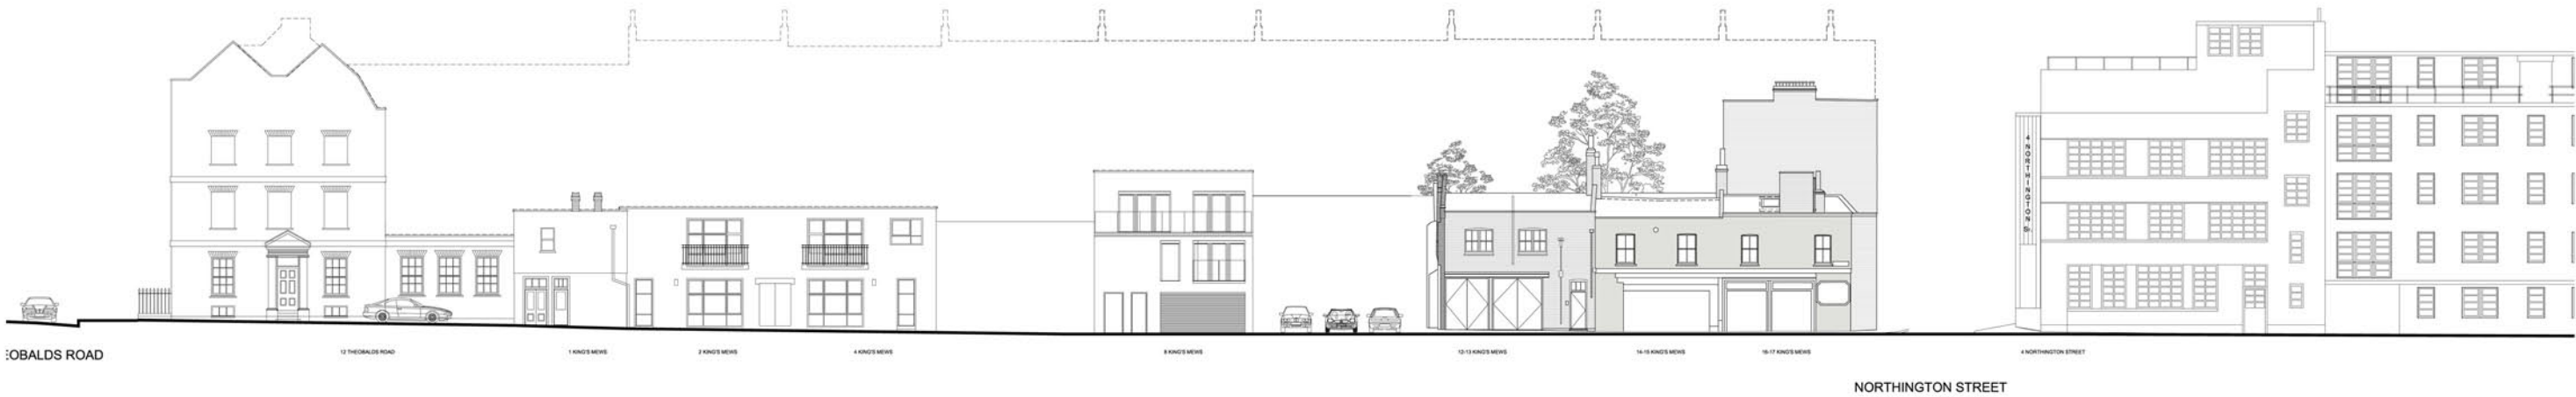 4 NORTHINGTON St.
:OBALDS ROAD
12 THEOBALDS ROAD
1 KING'S MEWS
2 KING'S MEWS
4 KING'S MEWS
8 KING'S MEWS
12-13 KING'S MEWS
14-15 KING'S MEWS
16-17 KING'S MEWS
4 NORTHINGTON STREET
NORTHINGTON STREET